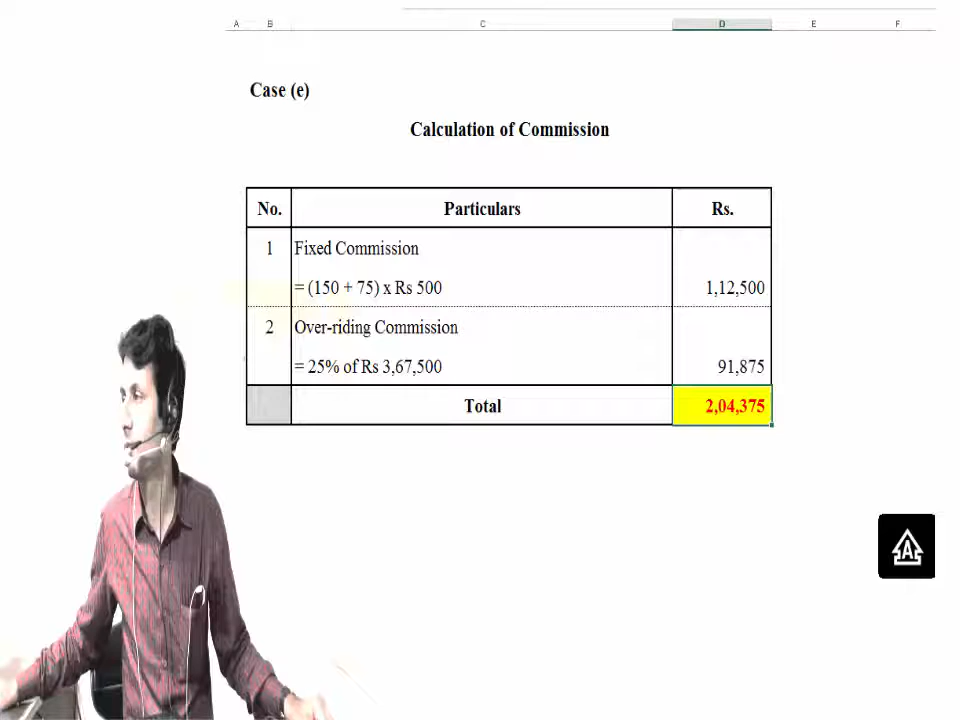 A B C D E F
Case (e)
Calculation of Commission
No. Particulars Rs.
1 Fixed Commission
= (150 + 75) x Rs 500 1,12,500
2 Over-riding Commission
= 25% of Rs 3,67,500 91,875
Total 2,04,375
A